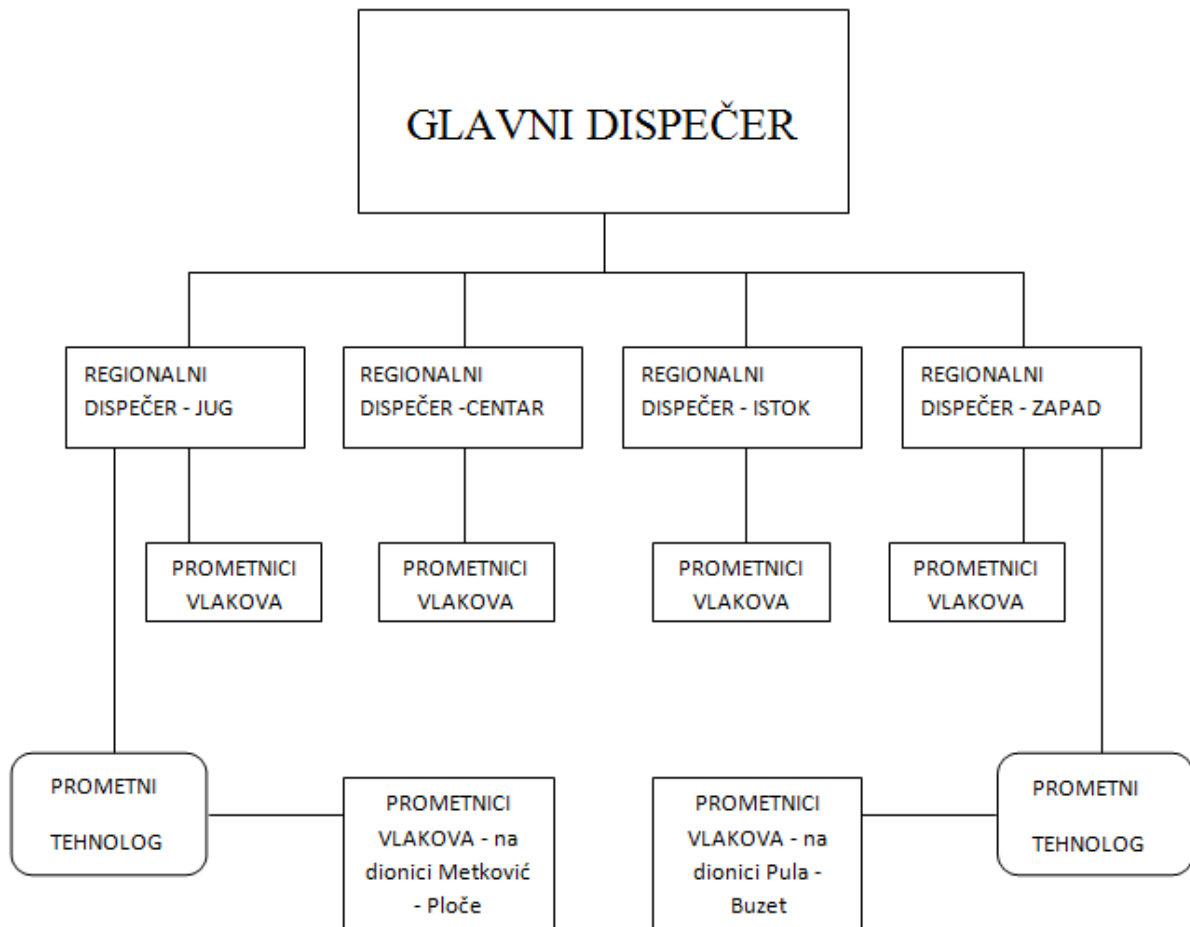 GLAVNI DISPEČER
REGIONALNI
DISPEČER - JUG
REGIONALNI
DISPEČER -CENTAR
REGIONALNI
DISPEČER - ISTOK
REGIONALNI
DISPEČER - ZAPAD
PROMETNICI
VLAKOVA
PROMETNICI
VLAKOVA
PROMETNICI
VLAKOVA
PROMETNICI
VLAKOVA
PROMETNI
TEHNOLOG
PROMETNICI
VLAKOVA - na
dionici Metković
- Ploče
PROMETNICI
VLAKOVA - na
dionici Pula -
Buzet
PROMETNI
TEHNOLOG